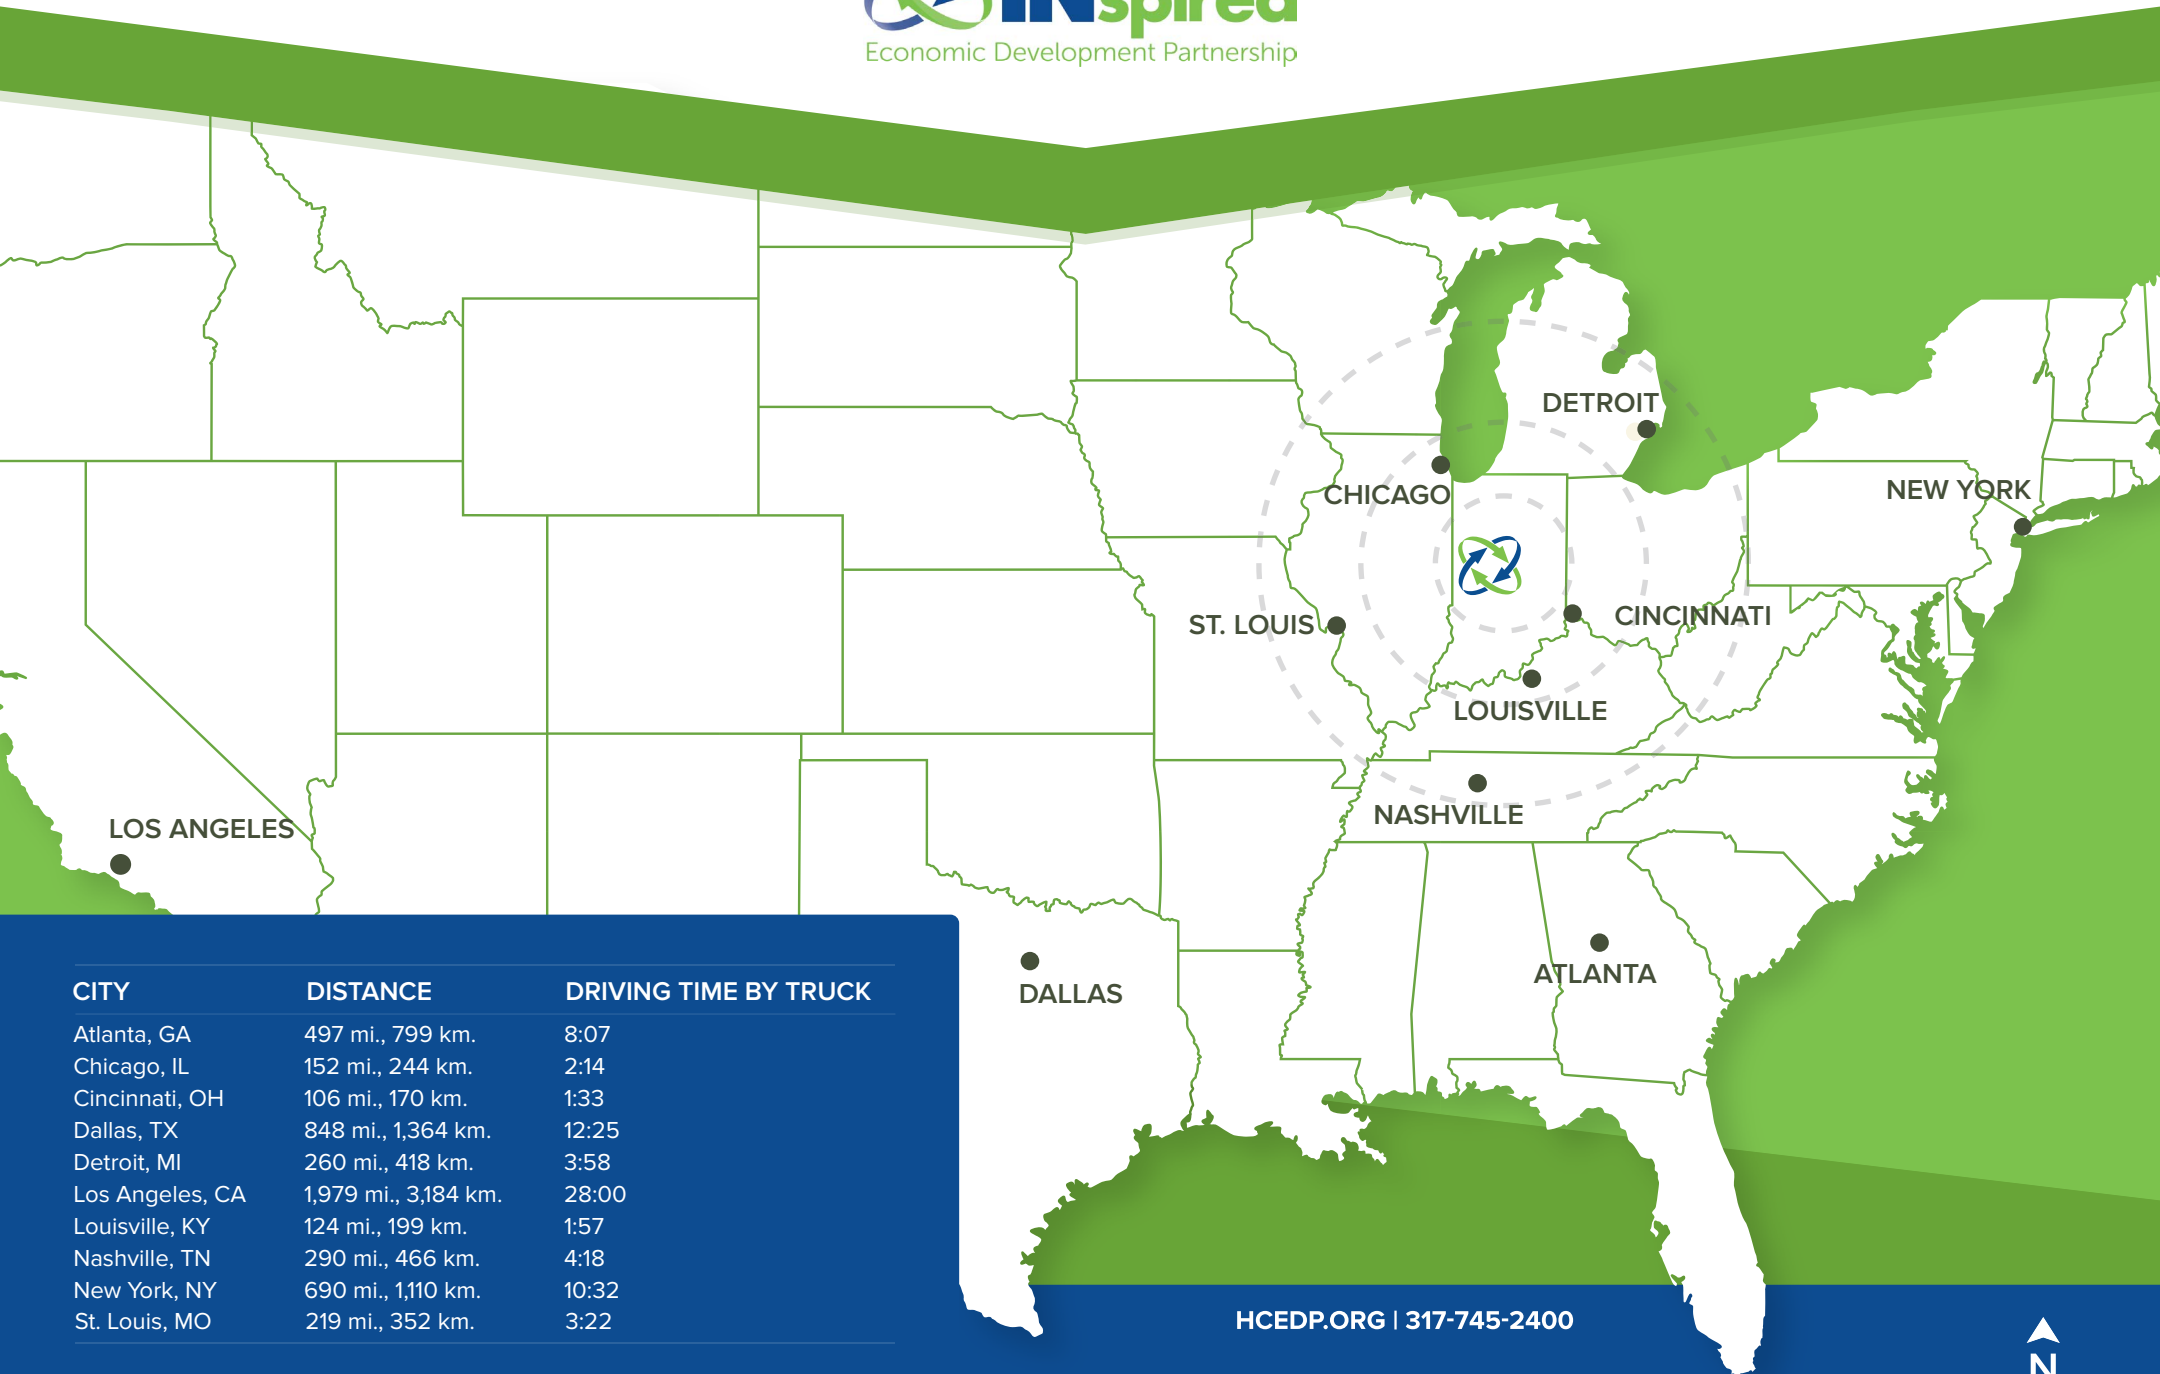 INspired
Economic Development Partnership
DETROIT
CHICAGO
NEW YORK
ST. LOUIS
CINCINNATI
LOUISVILLE
NASHVILLE
LOS ANGELES
ATLANTA
DALLAS
CITY DISTANCE DRIVING TIME BY TRUCK
Atlanta, GA 497 mi., 799 km. 8:07
Chicago, IL 152 mi., 244 km. 2:14
Cincinnati, OH 106 mi., 170 km. 1:33
Dallas, TX 848 mi., 1,364 km. 12:25
Detroit, MI 260 mi., 418 km. 3:58
Los Angeles, CA 1,979 mi., 3,184 km. 28:00
Louisville, KY 124 mi., 199 km. 1:57
Nashville, TN 290 mi., 466 km. 4:18
New York, NY 690 mi., 1,110 km. 10:32
St. Louis, MO 219 mi., 352 km. 3:22
HCEDP.ORG | 317-745-2400
N